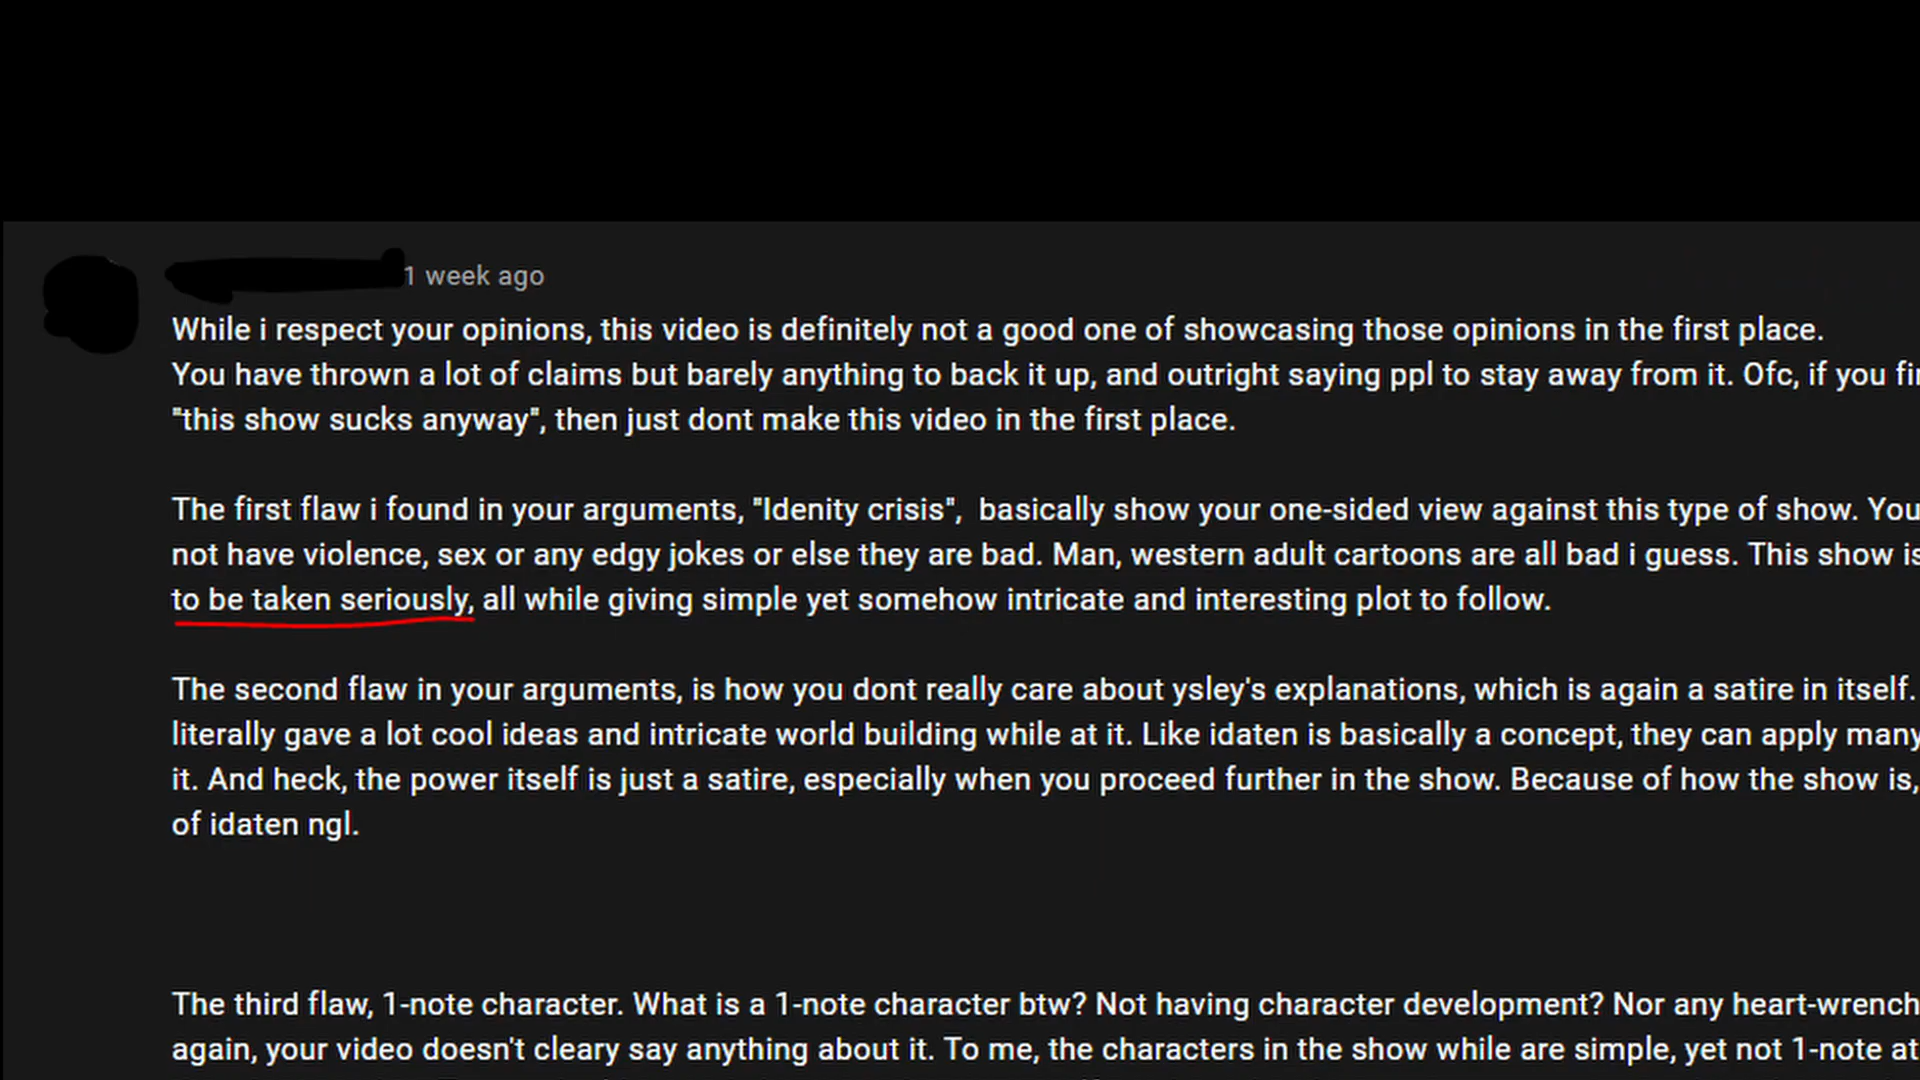 1 week ago
While i respect your opinions, this video is definitely not a good one of showcasing those opinions in the first place.
You have thrown a lot of claims but barely anything to back it up, and outright saying ppl to stay away from it. Ofc, if you
"this show sucks anyway", then just dont make this video in the first place.
The first flaw i found in your arguments, "Idenity crisis", basically show your one-sided view against this type of show. You
not have violence, sex or any edgy jokes or else they are bad. Man, western adult cartoons are all bad i guess. This show is
to be taken seriously, all while giving simple yet somehow intricate and interesting plot to follow.
The second flaw in your arguments, is how you dont really care about ysley's explanations, which is again a satire in itself.
literally gave a lot cool ideas and intricate world building while at it. Like idaten is basically a concept, they can apply many
it. And heck, the power itself is just a satire, especially when you proceed further in the show. Because of how the show is,
of idaten ngl.
The third flaw, 1-note character. What is a 1-note character btw? Not having character development? Nor any heart-wrench
again, your video doesn't cleary say anything about it. To me, the characters in the show while are simple, yet not 1-note at